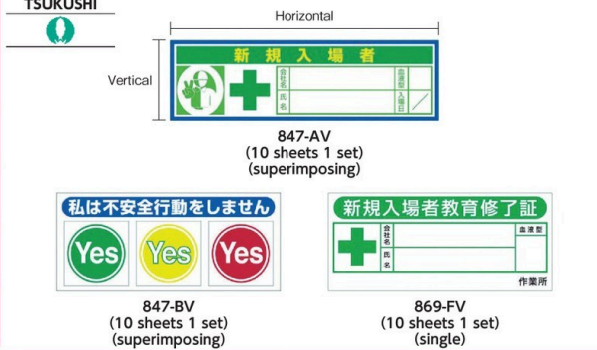 TSUKUSHI
Horizontal
Vertical
新規入場者
会社名
氏名
血液型
入場日
847-AV
(10 sheets 1 set)
(superimposing)
私は不安全行動をしません
Yes
Yes
Yes
847-BV
(10 sheets 1 set)
(superimposing)
新規入場者教育修了証
会社名
氏名
血液型
作業所
869-FV
(10 sheets 1 set)
(single)